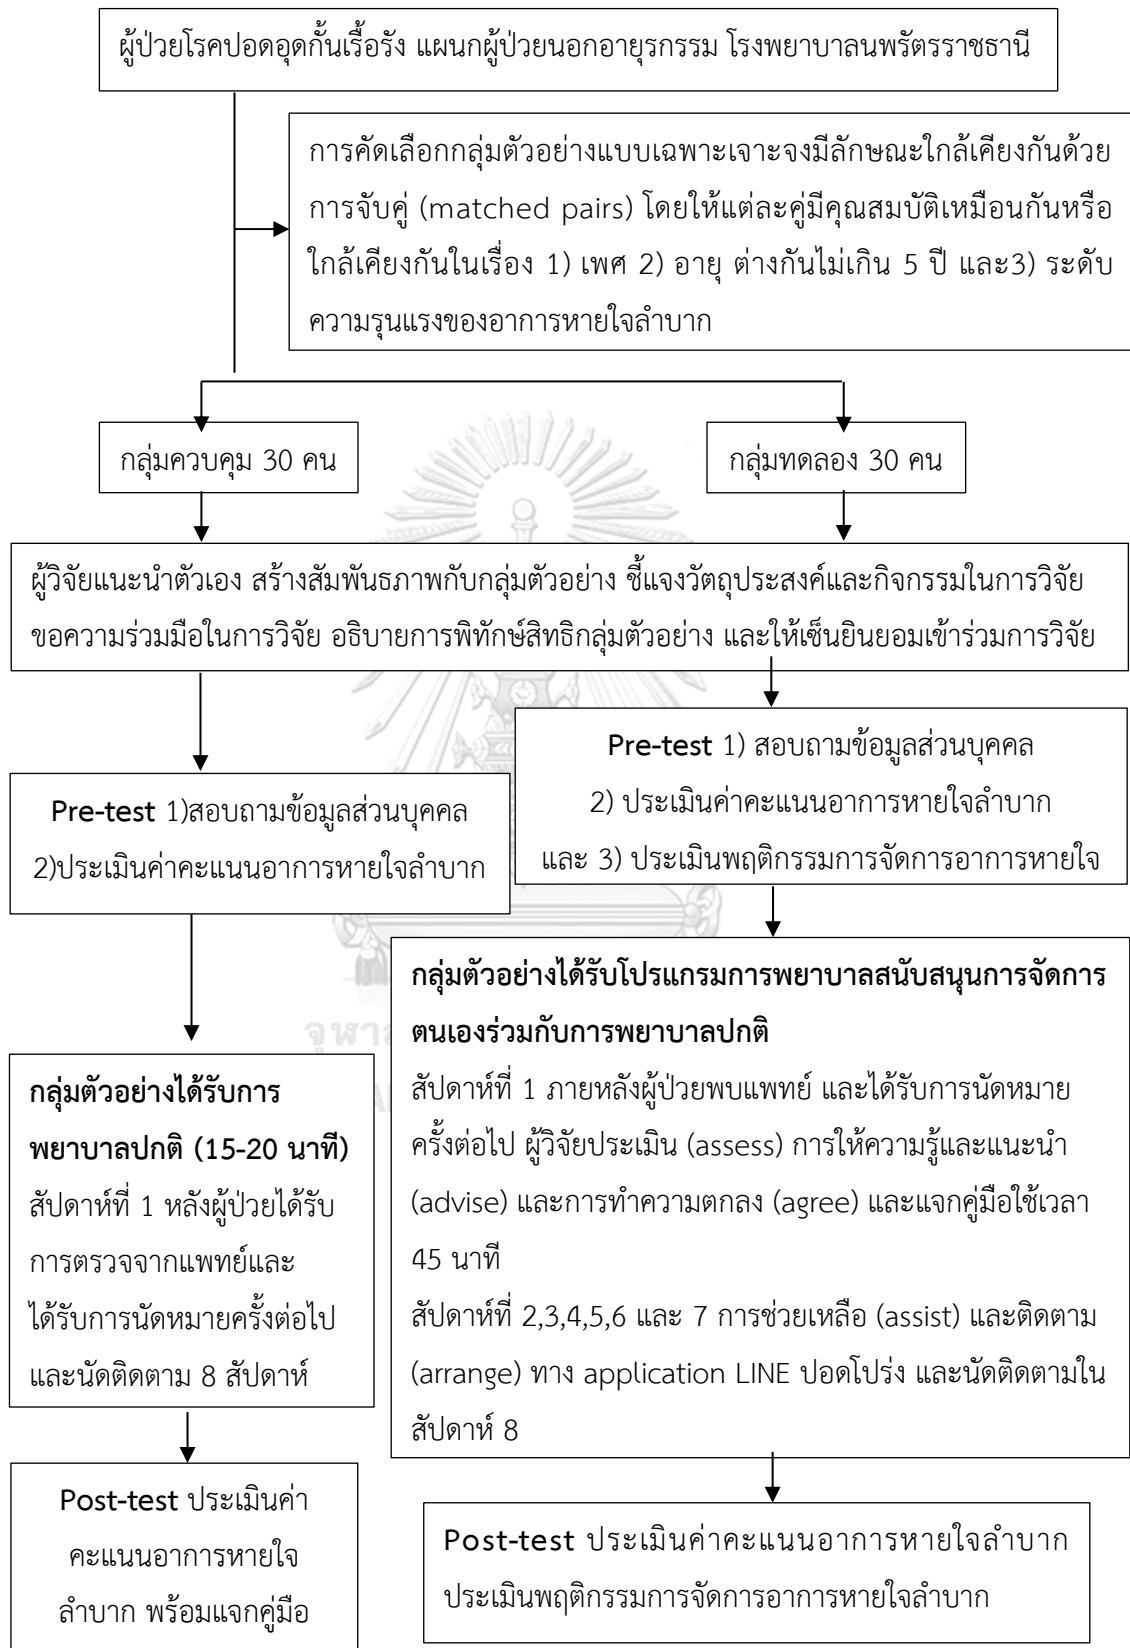 ผู้ป่วยโรคปอดอุดกั้นเรื้อรัง แผนกผู้ป่วยนอกอายุรกรรม โรงพยาบาลนพรัตรราชธานี
การคัดเลือกกลุ่มตัวอย่างแบบเฉพาะเจาะจงมีลักษณะใกล้เคียงกันด้วย
การจับคู่ (matched pairs) โดยให้แต่ละคู่มีคุณสมบัติเหมือนกันหรือ
ใกล้เคียงกันในเรื่อง 1) เพศ 2) อายุ ต่างกันไม่เกิน 5 ปี และ3) ระดับ
ความรุนแรงของอาการหายใจลำบาก
กลุ่มควบคุม 30 คน
กลุ่มทดลอง 30 คน
ผู้วิจัยแนะนำตัวเอง สร้างสัมพันธภาพกับกลุ่มตัวอย่าง ชี้แจงวัตถุประสงค์และกิจกรรมในการวิจัย
ขอความร่วมมือในการวิจัย อธิบายการพิทักษ์สิทธิกลุ่มตัวอย่าง และให้เซ็นยินยอมเข้าร่วมการวิจัย
Pre-test 1)สอบถามข้อมูลส่วนบุคคล
2)ประเมินค่าคะแนนอาการหายใจลำบาก
Pre-test 1) สอบถามข้อมูลส่วนบุคคล
2) ประเมินค่าคะแนนอาการหายใจลำบาก
และ 3) ประเมินพฤติกรรมการจัดการอาการหายใจ
กลุ่มตัวอย่างได้รับการ
พยาบาลปกติ (15-20 นาที)
สัปดาห์ที่ 1 หลังผู้ป่วยได้รับ
การตรวจจากแพทย์และ
ได้รับการนัดหมายครั้งต่อไป
และนัดติดตาม 8 สัปดาห์
กลุ่มตัวอย่างได้รับโปรแกรมการพยาบาลสนับสนุนการจัดการ
ตนเองร่วมกับการพยาบาลปกติ
สัปดาห์ที่ 1 ภายหลังผู้ป่วยพบแพทย์ และได้รับการนัดหมาย
ครั้งต่อไป ผู้วิจัยประเมิน (assess) การให้ความรู้และแนะนำ
(advise) และการทำความตกลง (agree) และแจกคู่มือใช้เวลา
45 นาที
สัปดาห์ที่ 2,3,4,5,6 และ 7 การช่วยเหลือ (assist) และติดตาม
(arrange) ทาง application LINE ปอดโปร่ง และนัดติดตามใน
สัปดาห์ 8
Post-test ประเมินค่า
คะแนนอาการหายใจ
ลำบาก พร้อมแจกคู่มือ
Post-test ประเมินค่าคะแนนอาการหายใจลำบาก
ประเมินพฤติกรรมการจัดการอาการหายใจลำบาก